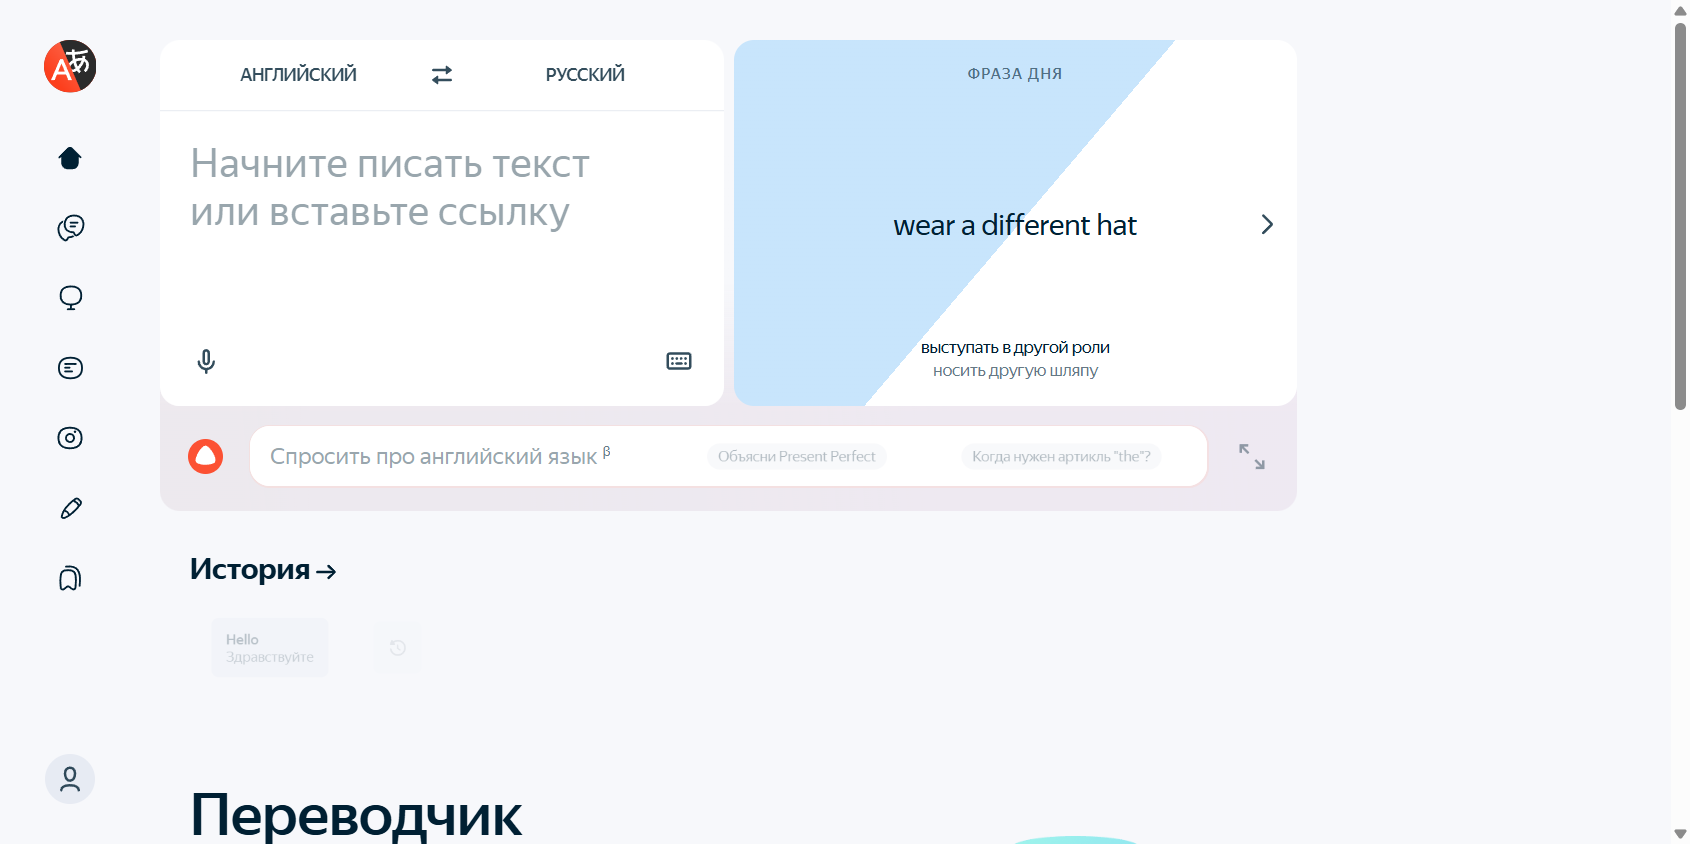 АНГЛИЙСКИЙ
РУССКИЙ
Начните писать текст
или вставьте ссылку
ФРАЗА ДНЯ
wear a different hat
выступать в другой роли
носить другую шляпу
Спросить про английский язык β
Объясни Present Perfect
Когда нужен артикль "the"?
История →
Hello
Здравствуйте
Переводчик